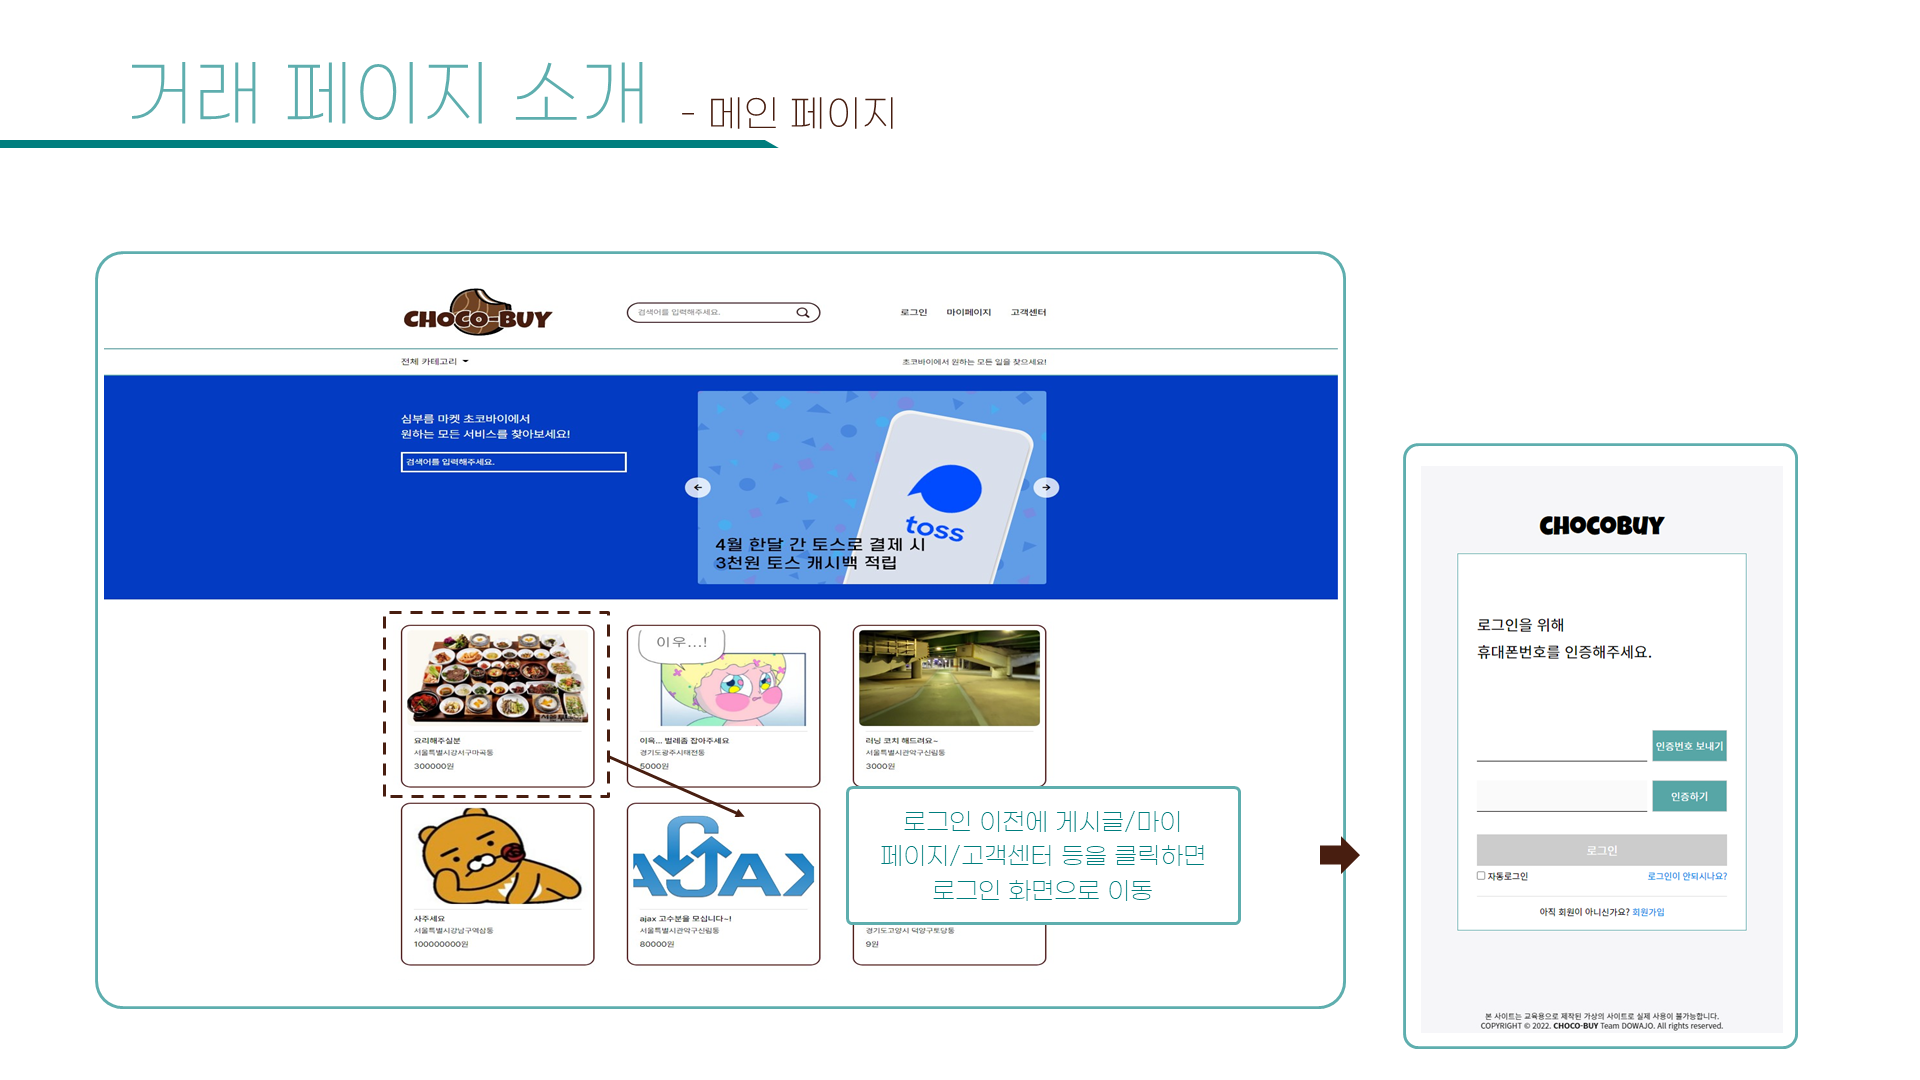 거래 페이지 소개 - 메인 페이지
CHOCO-BUY
검색어를 입력해주세요.
로그인 마이페이지 고객센터
전체 카테고리
초코바이에서 원하는 모든 일을 찾으세요!
심부름 마켓 초코바이에서
원하는 모든 서비스를 찾아보세요!
검색어를 입력해주세요.
toss
4월 한달 간 토스로 결제 시
3천원 토스 캐시백 적립
요리해주실분
서울특별시강서구마곡동
300000원
이우...!
이웃... 벌레좀 잡아주세요
경기도광주시태전동
5000원
러닝 코치 해드려요~
서울특별시관악구신림동
3000원
사주세요
서울특별시강남구역삼동
100000000원
AJAX
ajax 고수분을 모십니다~!
서울특별시관악구신림동
80000원
경기도고양시 덕양구토당동
9원
로그인 이전에 게시글/마이
페이지/고객센터 등을 클릭하면
로그인 화면으로 이동
CHOCOBUY
로그인을 위해
휴대폰번호를 인증해주세요.
인증번호 보내기
인증하기
로그인
자동로그인 로그인이 안되시나요?
아직 회원이 아니신가요? 회원가입
본 사이트는 교육용으로 제작된 가상의 사이트로 실제 사용이 불가능합니다.
COPYRIGHT © 2022. CHOCO-BUY Team DOWAJO. All rights reserved.